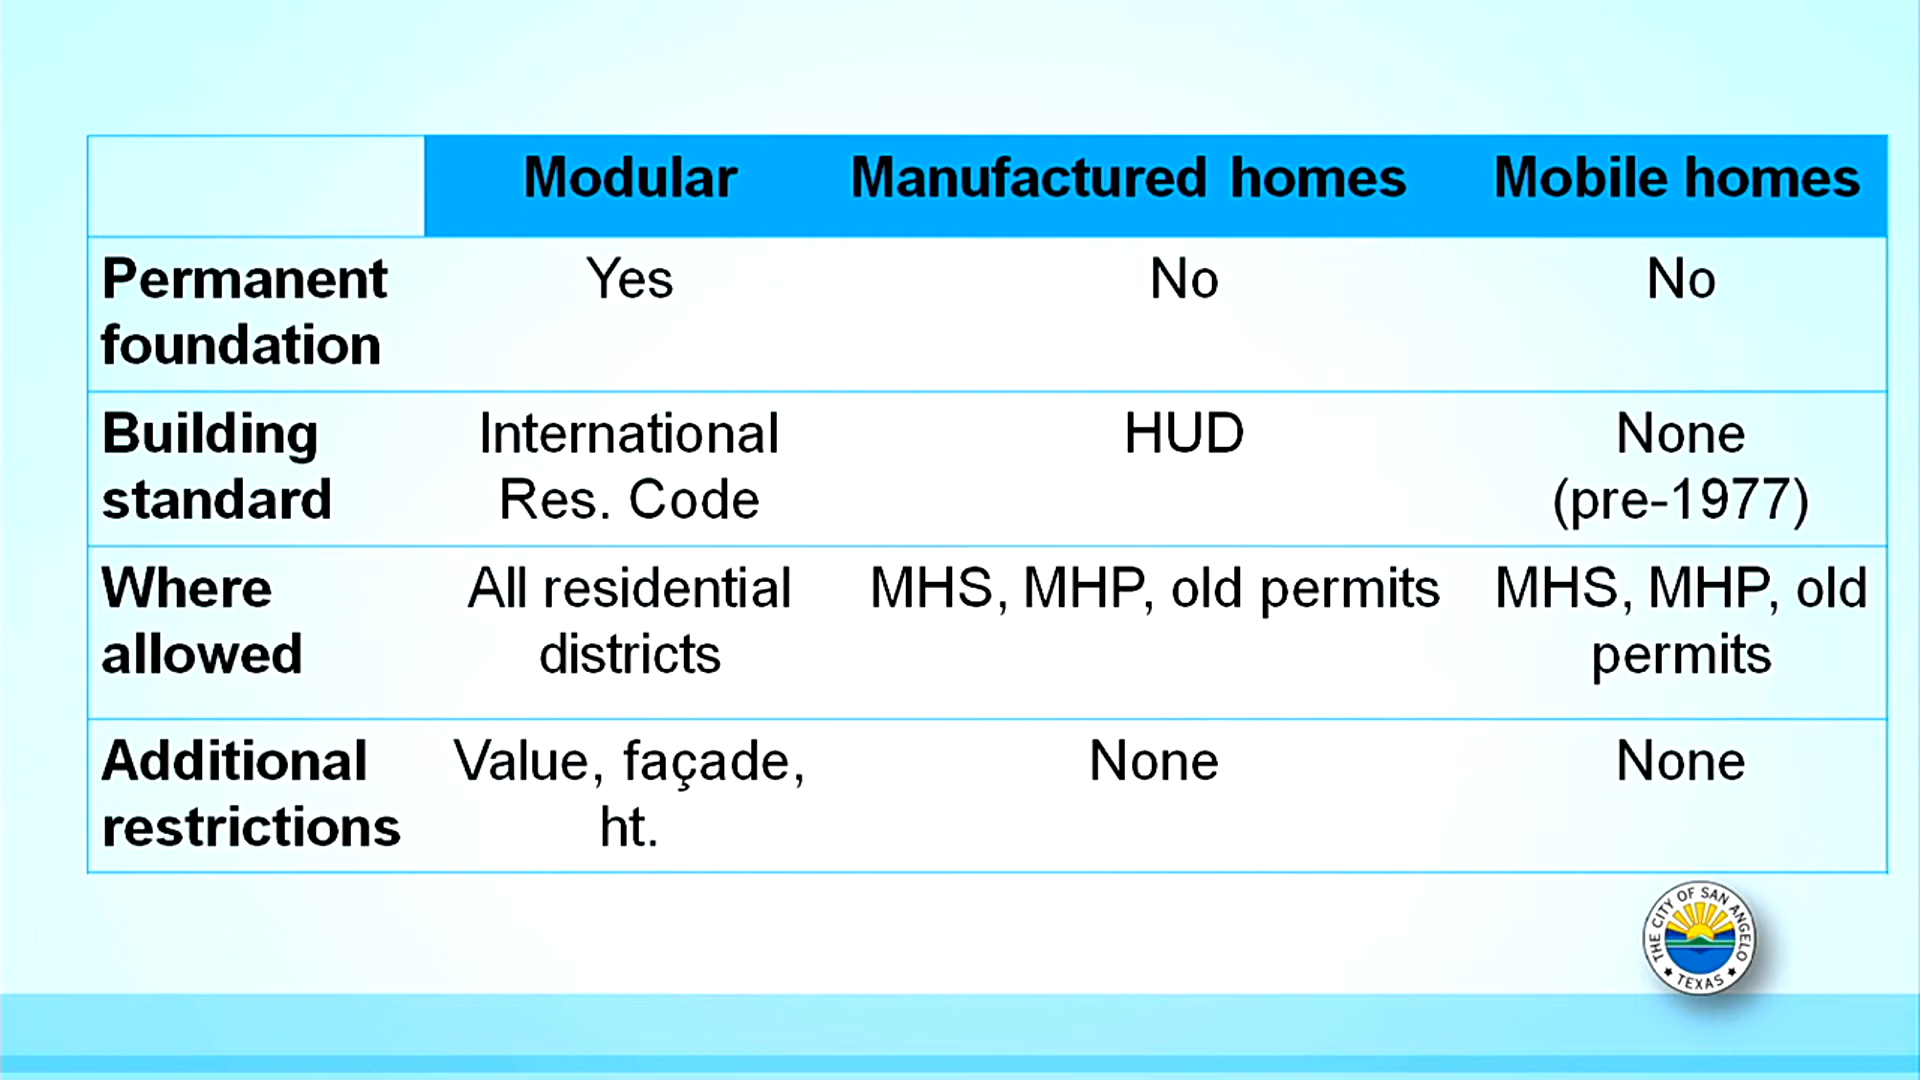 Modular Manufactured homes Mobile homes
Permanent foundation Yes No No
Building standard International Res. Code HUD None (pre-1977)
Where allowed All residential districts MHS, MHP, old permits MHS, MHP, old permits
Additional restrictions Value, façade, ht. None None
THE CITY OF SAN ANGELO
TEXAS